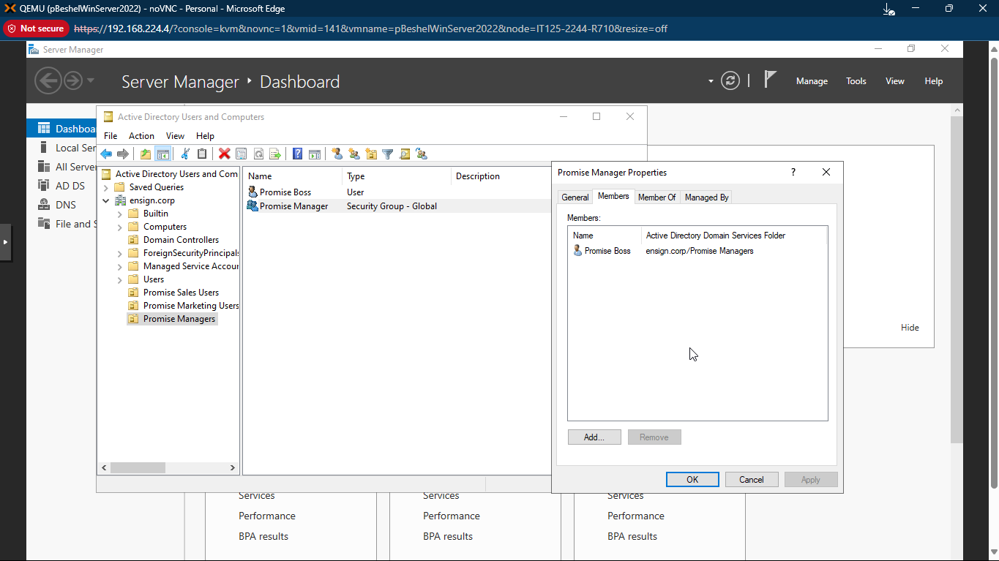 QEMU (pBeshelWinServer2022) - noVNC - Personal - Microsoft Edge
Not secure
https://192.168.224.4/?console=kvm&novnc=1&vmid=141&vmname=pBeshelWinServer2022&node=IT125-2244-R710&resize=off
Server Manager
Server Manager Dashboard
Manage Tools View Help
Active Directory Users and Computers
File Action View Help
Dashboa
Local Ser
All Server
AD DS
DNS
File and S
Active Directory Users and Com
Saved Queries
ensign.corp
Builtin
Computers
Domain Controllers
ForeignSecurityPrincipals
Managed Service Accour
Users
Promise Sales Users
Promise Marketing Users
Promise Managers
Name Type Description
Promise Boss User
Promise Manager Security Group - Global
Promise Manager Properties
?
General Members Member Of Managed By
Members:
Name Active Directory Domain Services Folder
Promise Boss ensign.corp/Promise Managers
Add... Remove
OK Cancel Apply
Hide
Services
Performance
BPA results
Services
Performance
BPA results
Services
Performance
BPA results